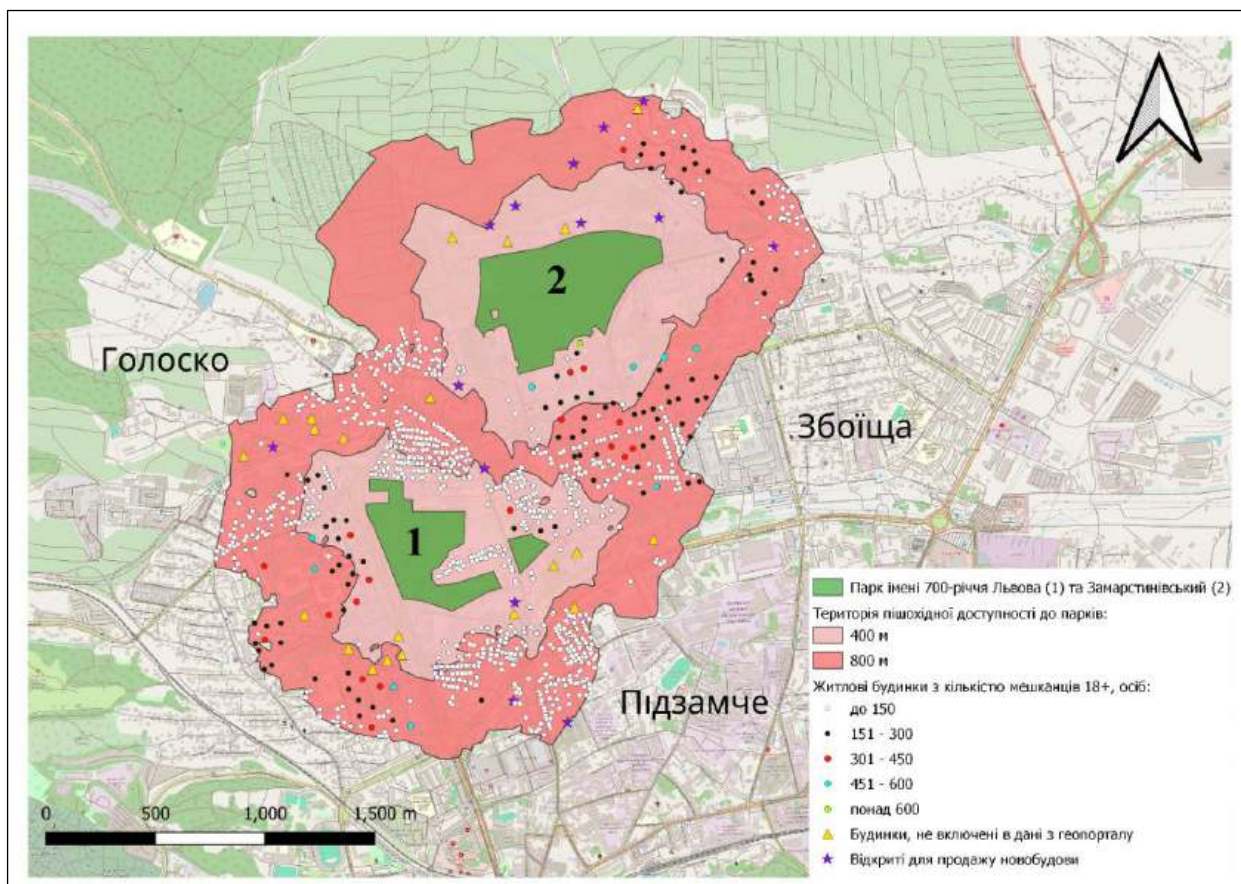 2
Голоско
Збоїща
1
Підзамче
Парк імені 700-річчя Львова (1) та Замарстинівський (2)
Територія пішохідної доступності до парків:
400 м
800 м
Житлові будинки з кількістю мешканців 18+, осіб:
до 150
151 - 300
301 - 450
451 - 600
понад 600
Будинки, не включені в дані з геопорталу
Відкриті для продажу новобудови
0 500 1,000 1,500 m